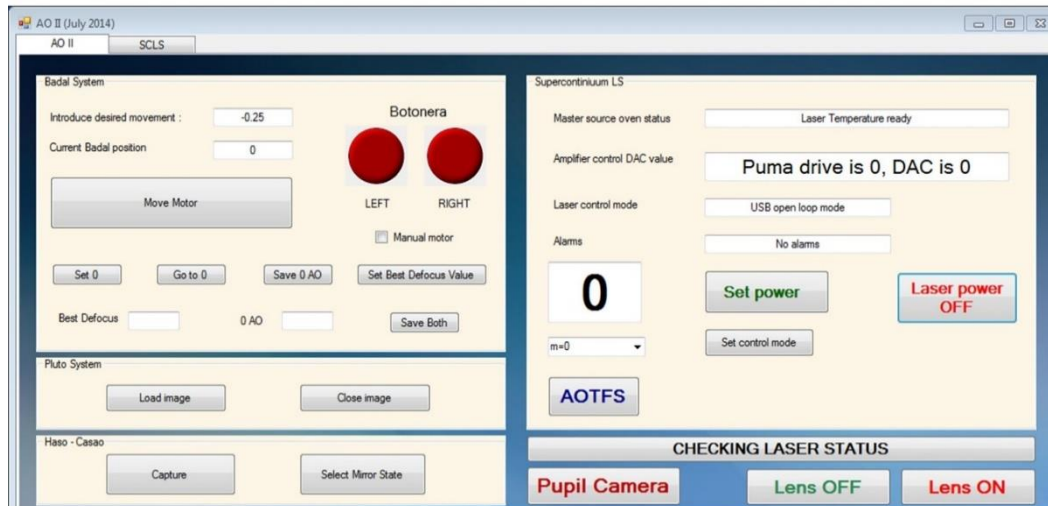 AO II (July 2014)
AO II
SCLS
Badal System
Introduce desired movement :
-0.25
Botonera
Current Badal position
0
Move Motor
LEFT
RIGHT
Manual motor
Set 0
Go to 0
Save 0 AO
Set Best Defocus Value
Best Defocus
0 AO
Save Both
Pluto System
Load image
Close image
Haso - Casao
Capture
Select Mirror State
Supercontiniuum LS
Master source oven status
Laser Temperature ready
Amplifier control DAC value
Puma drive is 0, DAC is 0
Laser control mode
USB open loop mode
Alarms
No alarms
0
Set power
Laser power
OFF
m=0
Set control mode
AOTFS
CHECKING LASER STATUS
Pupil Camera
Lens OFF
Lens ON